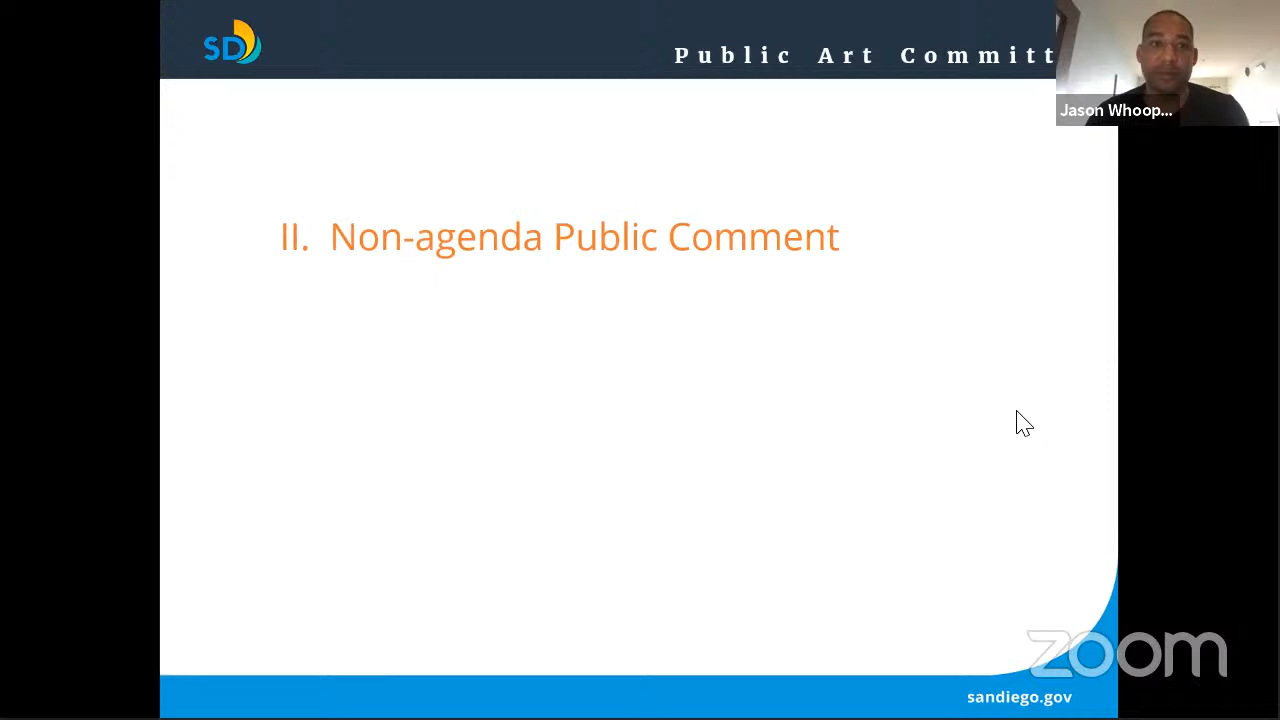 SD
Public Art Committ
Jason Whoop...
II. Non-agenda Public Comment
zoom
sandiego.gov